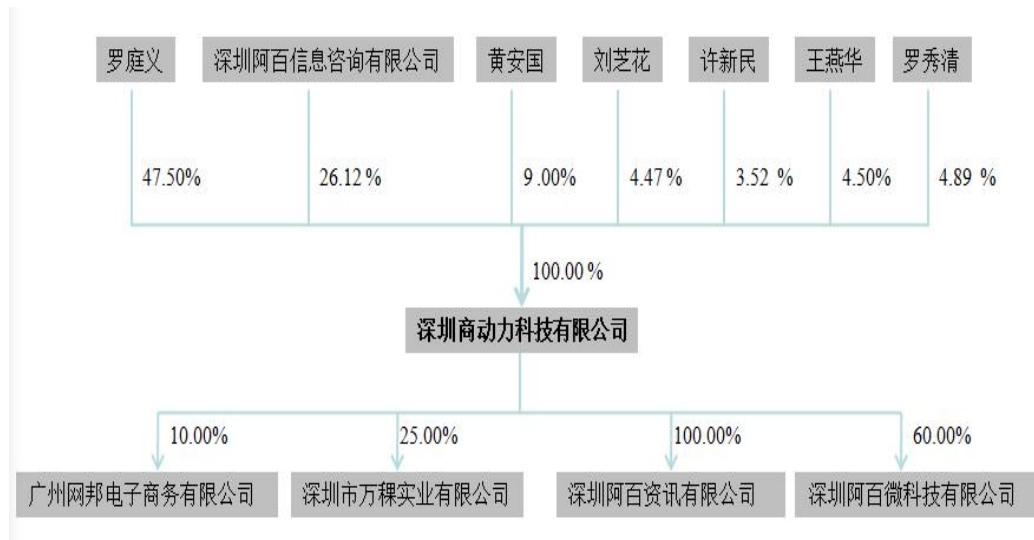 罗庭义 深圳阿百信息咨询有限公司 黄安国 刘芝花 许新民 王燕华 罗秀清
47.50% 26.12% 9.00% 4.47% 3.52 % 4.50% 4.89 %
100.00%
深圳商动力科技有限公司
10.00% 25.00% 100.00% 60.00%
广州网邦电子商务有限公司 深圳市万稞实业有限公司 深圳阿百资讯有限公司 深圳阿百微科技有限公司